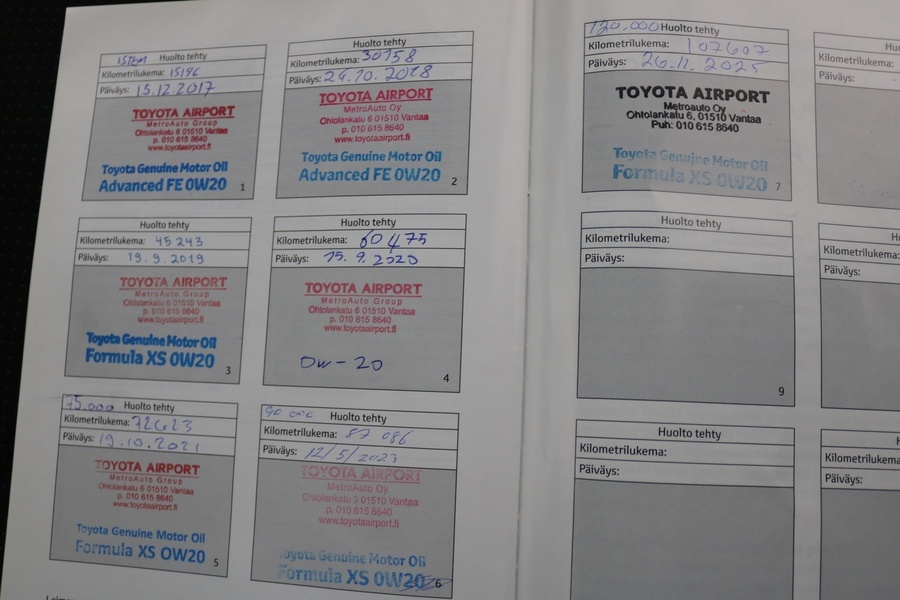 15TKM Huolto tehty
Kilometrilukema: 15196
Päiväys: 15.12.2017
TOYOTA AIRPORT
MetroAuto Group
Ohtolankatu 6 01510 Vantaa
p. 010 615 8640
www.toyotaairport.fi
Toyota Genuine Motor Oil
Advanced FE 0W20
1
Huolto tehty
Kilometrilukema: 30158
Päiväys: 24.10.2018
TOYOTA AIRPORT
MetroAuto Oy
Ohtolankatu 6 01510 Vantaa
p. 010 615 8640
www.toyotaairport.fi
Toyota Genuine Motor Oil
Advanced FE 0W20
2
Huolto tehty
Kilometrilukema: 45243
Päiväys: 19.9.2019
TOYOTA AIRPORT
MetroAuto Group
Ohtolankatu 6 01510 Vantaa
p. 010 615 8640
www.toyotaairport.fi
Toyota Genuine Motor Oil
Formula XS 0W20
3
Huolto tehty
Kilometrilukema: 60475
Päiväys: 15.9.2020
TOYOTA AIRPORT
MetroAuto Group
Ohtolankatu 6 01510 Vantaa
p. 010 615 8640
www.toyotaairport.fi
0W-20
4
75.000 Huolto tehty
Kilometrilukema: 72623
Päiväys: 19.10.2021
TOYOTA AIRPORT
MetroAuto Group
Ohtolankatu 6 01510 Vantaa
p. 010 615 8640
www.toyotaairport.fi
Toyota Genuine Motor Oil
Formula XS 0W20
5
90 000 Huolto tehty
Kilometrilukema: 87 086
Päiväys: 12/5/2023
TOYOTA AIRPORT
MetroAuto Oy
Ohtolankatu 6 01510 Vantaa
p. 010 615 8640
www.toyotaairport.fi
Toyota Genuine Motor Oil
Formula XS 0W20
6
120.000 Huolto tehty
Kilometrilukema: 107607
Päiväys: 26.11.2025
TOYOTA AIRPORT
Metroauto Oy
Ohtolankatu 6, 01510 Vantaa
Puh: 010 615 8640
Toyota Genuine Motor Oil
Formula XS 0W20
7
Huolto tehty
Kilometrilukema:
Päiväys:
9
Huolto tehty
Kilometrilukema:
Päiväys:
Kilometrilukema:
Päiväys:
Kilometrilukema:
Päiväys:
Kilometrilukema
Päiväys: